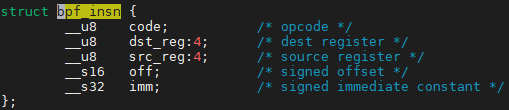 struct bpf_insn {
__u8 code; /* opcode */
__u8 dst_reg:4; /* dest register */
__u8 src_reg:4; /* source register */
__s16 off; /* signed offset */
__s32 imm; /* signed immediate constant */
};